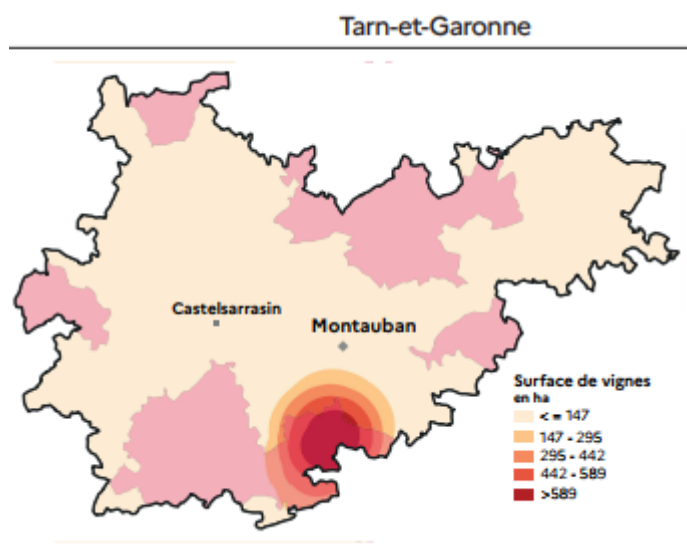 Tarn-et-Garonne
Castelsarrasin
Montauban
Surface de vignes
en ha
< = 147
147 - 295
295 - 442
442 - 589
>589